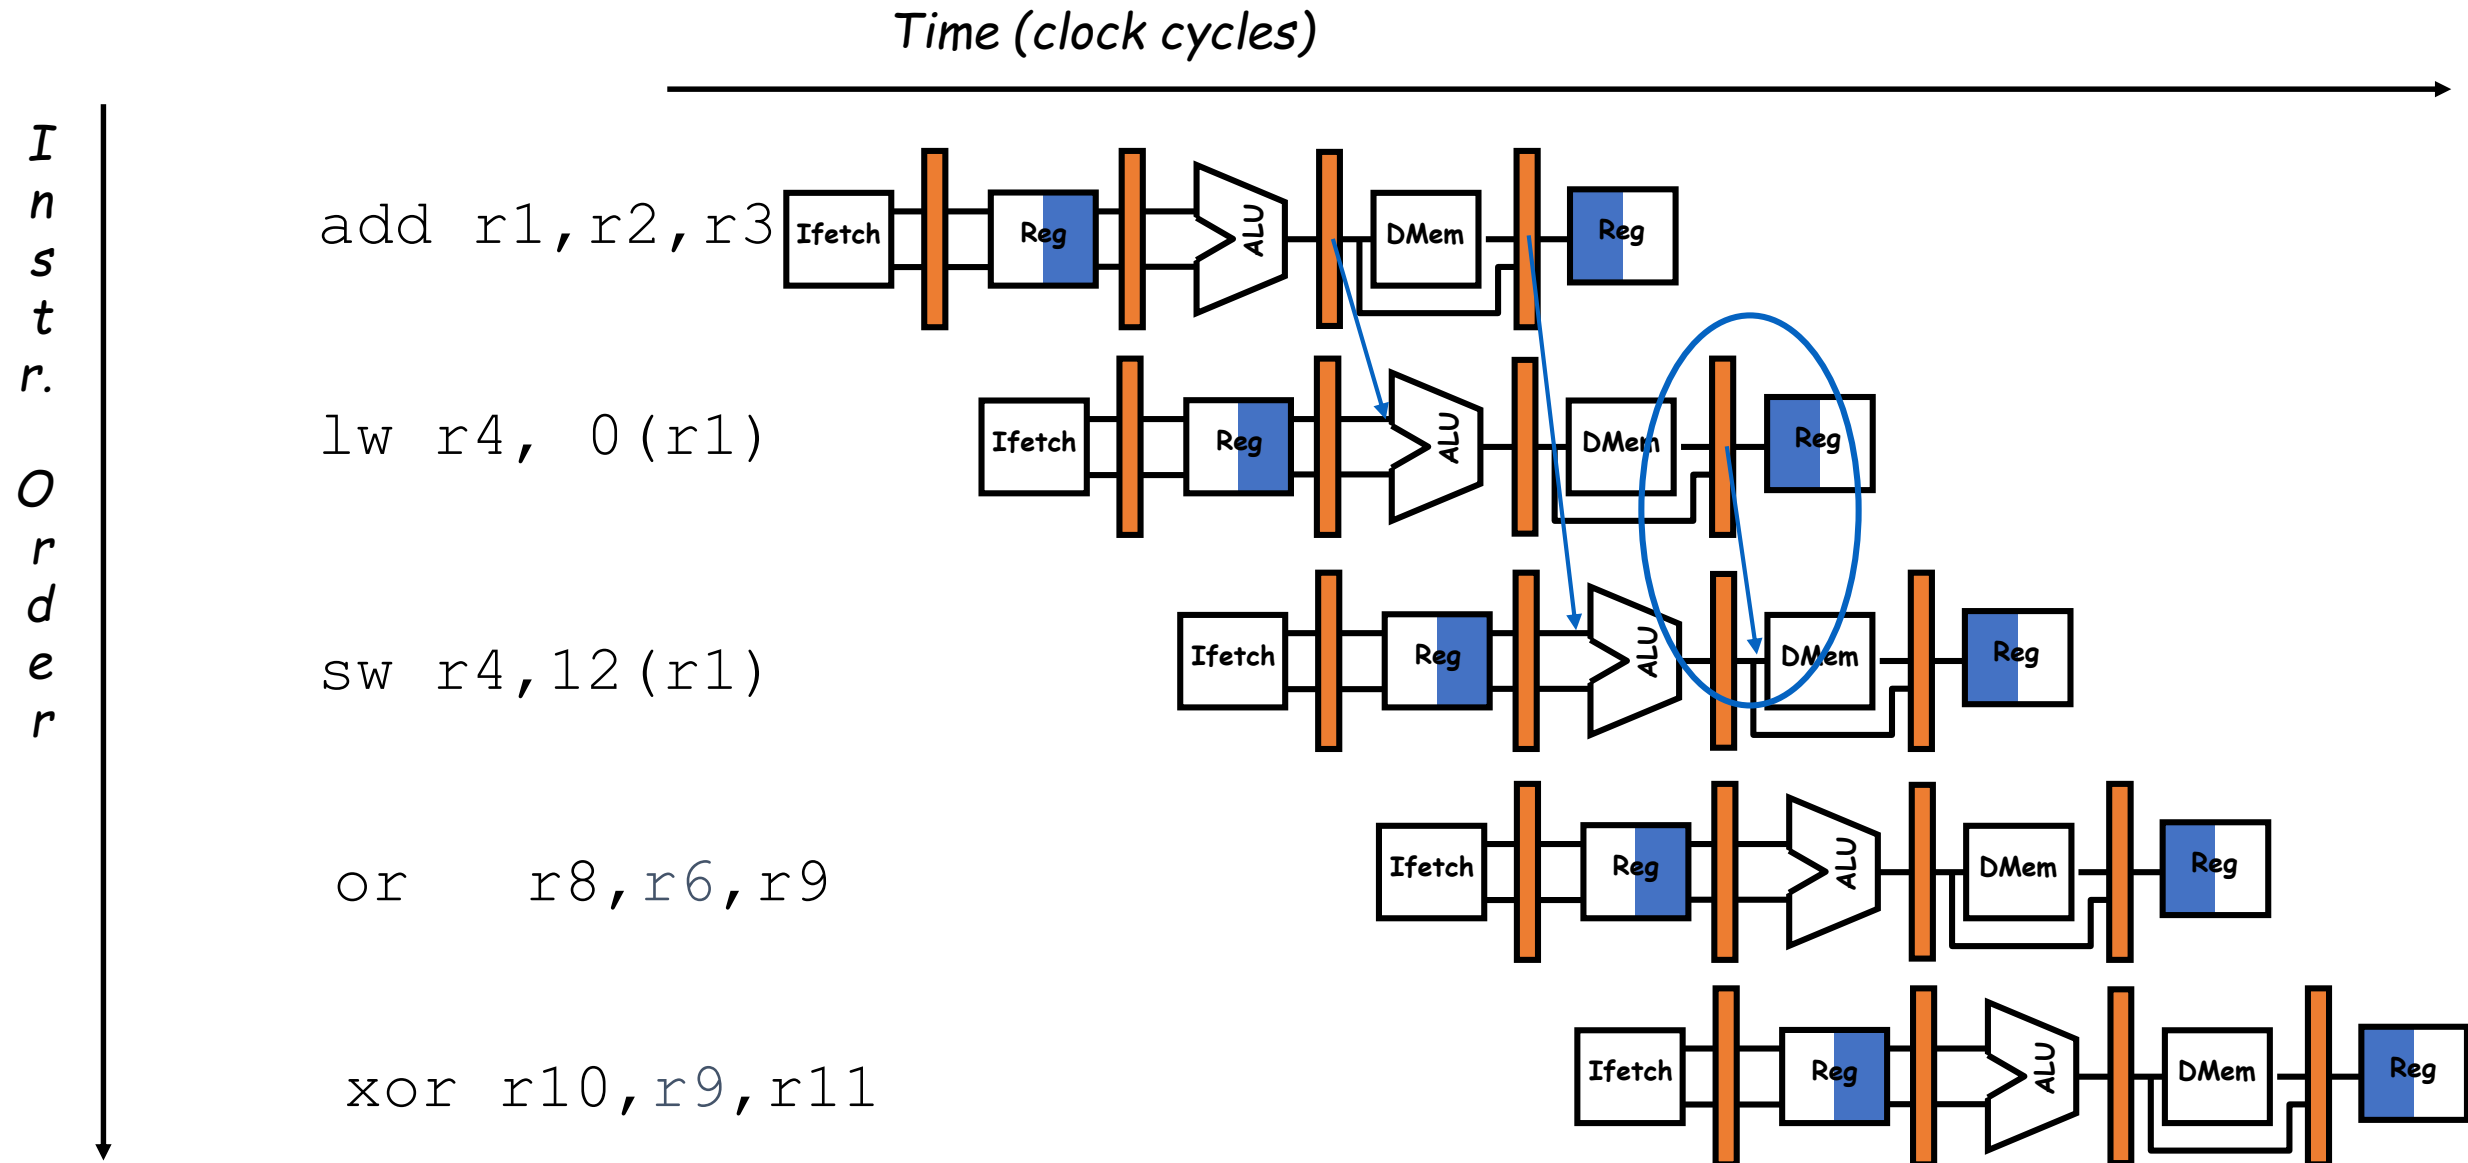 Time (clock cycles)
Instr. Order
add r1,r2,r3 Ifetch Reg ALU DMem Reg
lw r4, 0(r1) Ifetch Reg ALU DMem Reg
sw r4,12(r1) Ifetch Reg ALU DMem Reg
or r8,r6,r9 Ifetch Reg ALU DMem Reg
xor r10,r9,r11 Ifetch Reg ALU DMem Reg